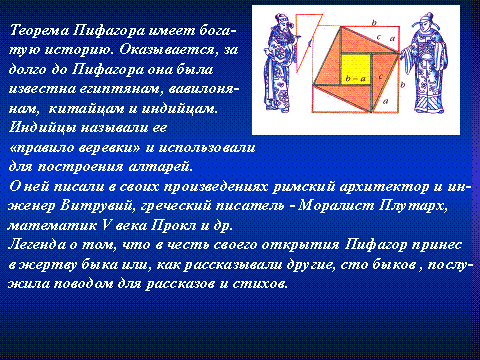 Теорема Пифагора имеет бога-
тую историю. Оказывается, за
долго до Пифагора она была
известна египтянам, вавилоня-
нам,  китайцам и индийцам.
Индийцы называли ее
«правило веревки» и использовали
для построения алтарей.
О ней писали в своих произведениях римский архитектор и ин-
женер Витрувий, греческий писатель - Моралист Плутарх,
математик V века Прокл и др.
Легенда о том, что в честь своего открытия Пифагор принес
в жертву быка или, как рассказывали другие, сто быков , послу-
жила поводом для рассказов и стихов.
b
c a
b – a
c
a
b
a